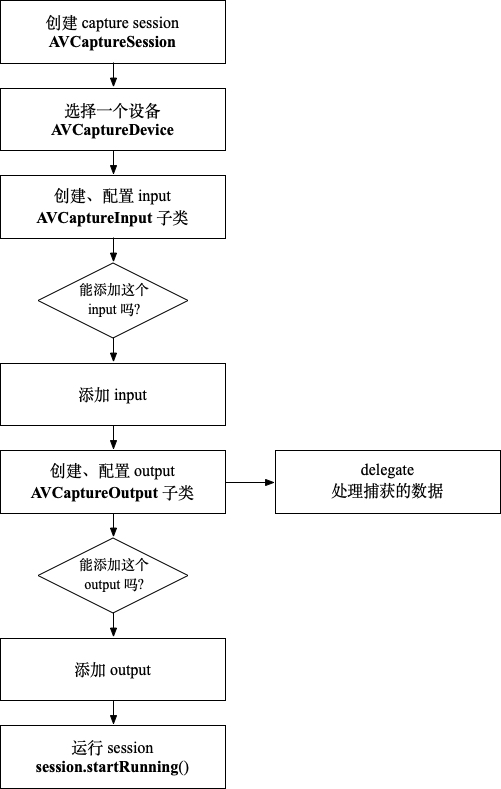 创建 capture session
AVCaptureSession
选择一个设备
AVCaptureDevice
创建、配置 input
AVCaptureInput 子类
能添加这个
input 吗?
添加 input
创建、配置 output
AVCaptureOutput 子类
delegate
处理捕获的数据
能添加这个
output 吗?
添加 output
运行 session
session.startRunning()